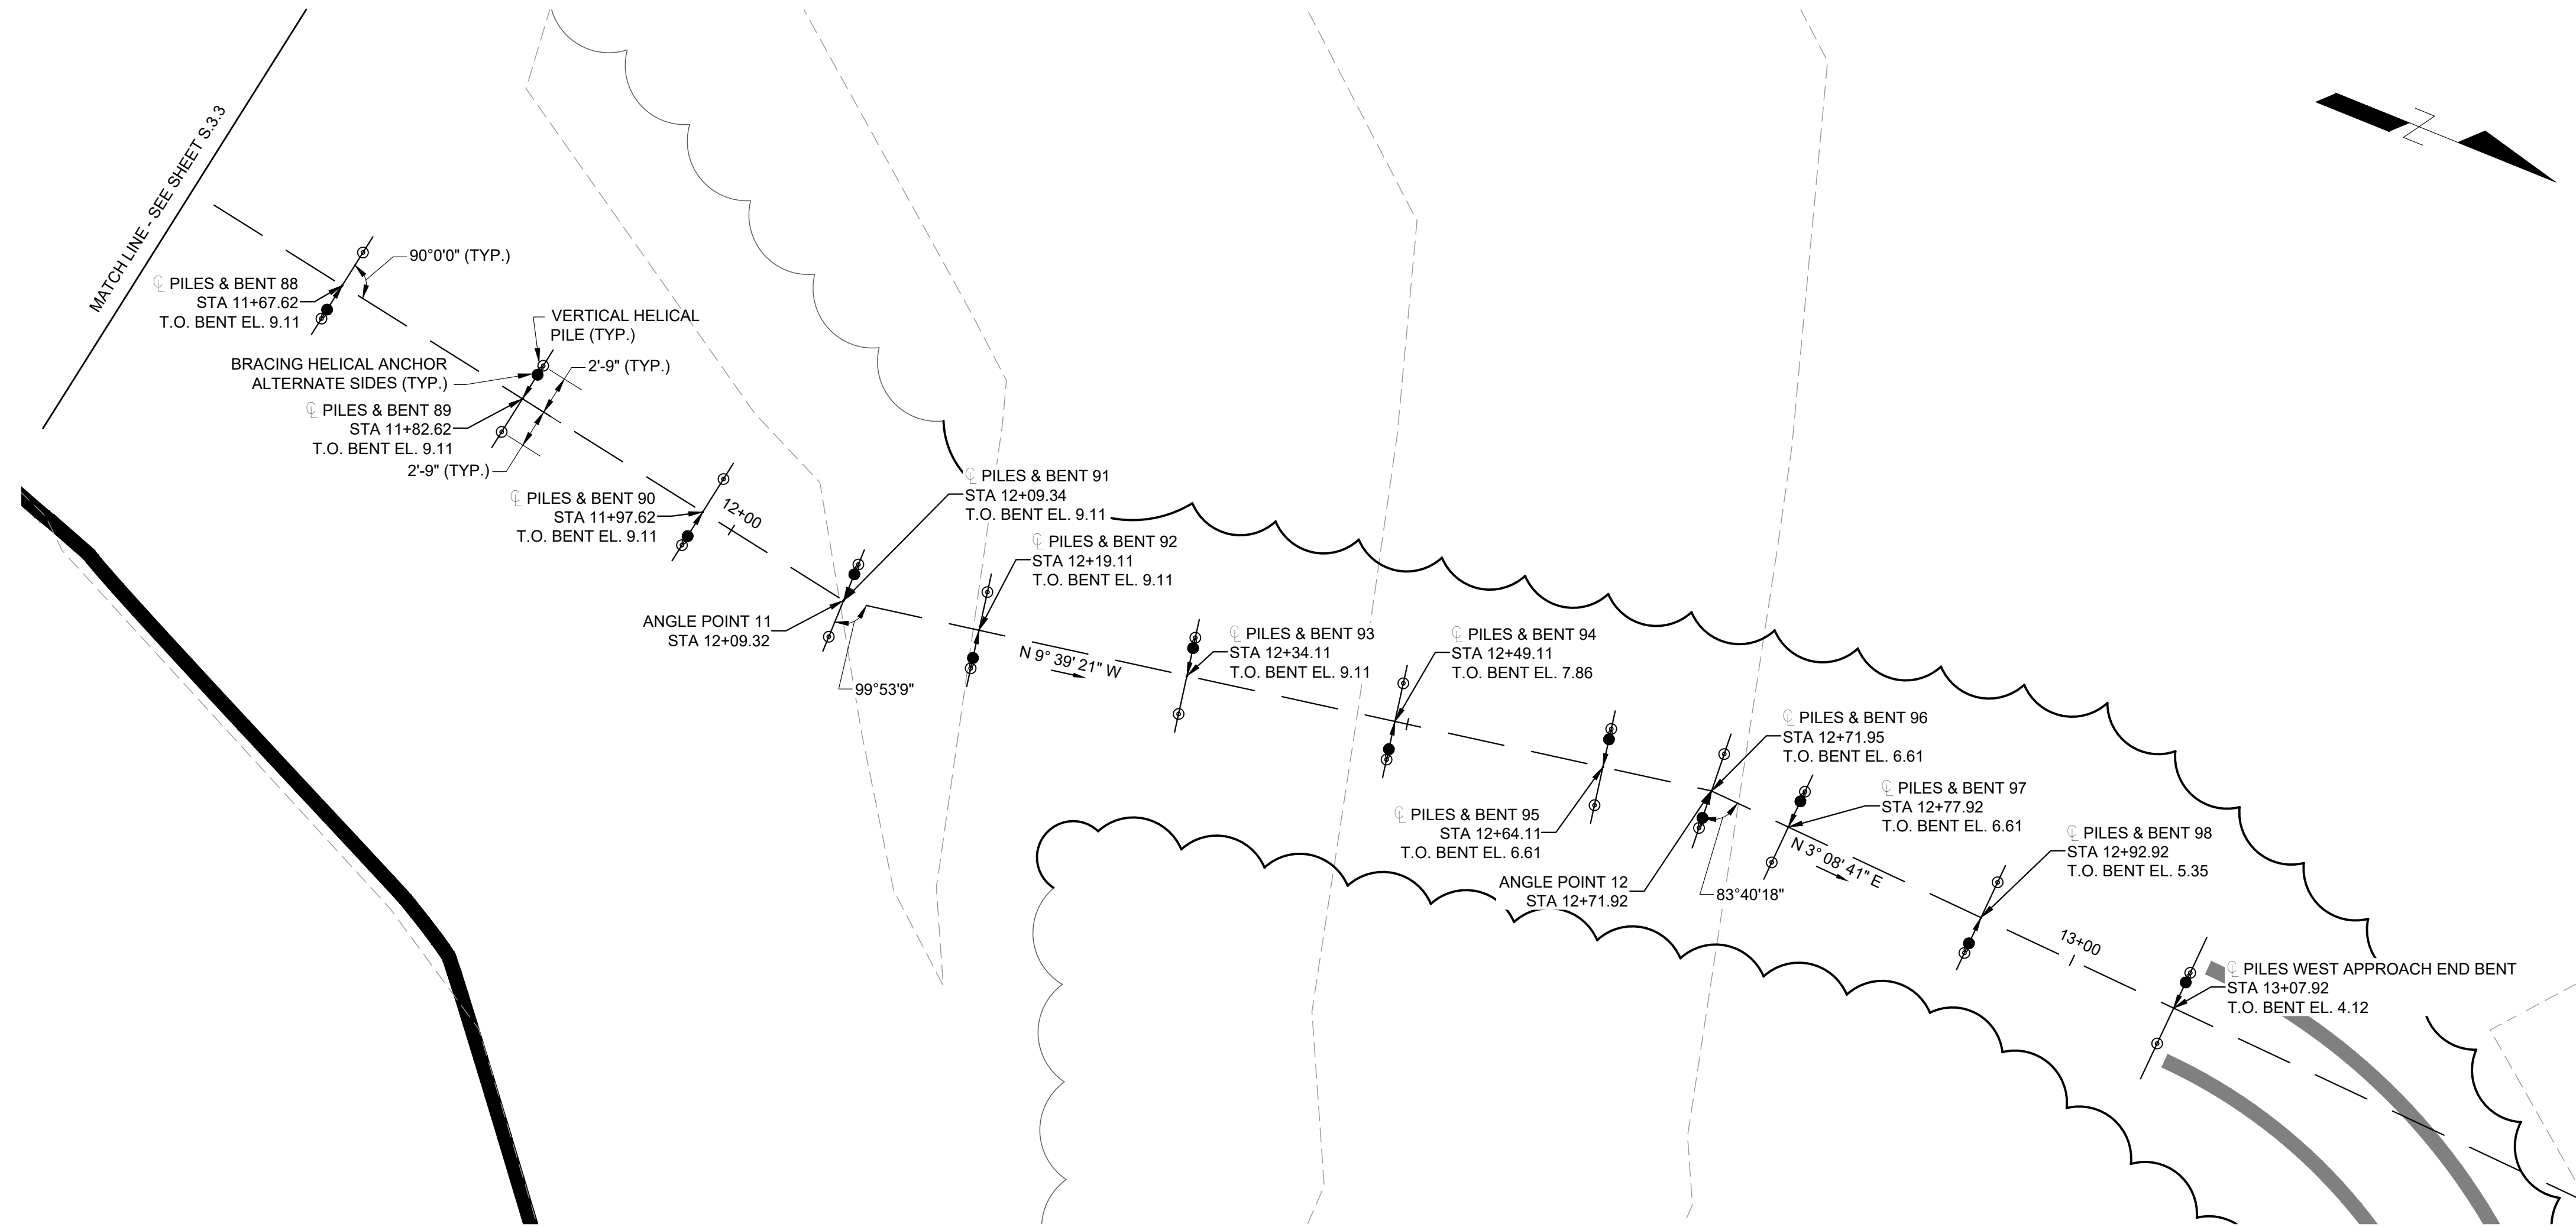 MATCH LINE - SEE SHEET S.3.3
℄ PILES & BENT 88
STA 11+67.62
T.O. BENT EL. 9.11
90°0'0" (TYP.)
VERTICAL HELICAL
PILE (TYP.)
BRACING HELICAL ANCHOR
ALTERNATE SIDES (TYP.)
2'-9" (TYP.)
℄ PILES & BENT 89
STA 11+82.62
T.O. BENT EL. 9.11
2'-9" (TYP.)
℄ PILES & BENT 90
STA 11+97.62
T.O. BENT EL. 9.11
12+00
℄ PILES & BENT 91
STA 12+09.34
T.O. BENT EL. 9.11
ANGLE POINT 11
STA 12+09.32
99°53'9"
℄ PILES & BENT 92
STA 12+19.11
T.O. BENT EL. 9.11
N 9° 39' 21" W
℄ PILES & BENT 93
STA 12+34.11
T.O. BENT EL. 9.11
℄ PILES & BENT 94
STA 12+49.11
T.O. BENT EL. 7.86
℄ PILES & BENT 95
STA 12+64.11
T.O. BENT EL. 6.61
℄ PILES & BENT 96
STA 12+71.95
T.O. BENT EL. 6.61
ANGLE POINT 12
STA 12+71.92
83°40'18"
℄ PILES & BENT 97
STA 12+77.92
T.O. BENT EL. 6.61
N 3° 08' 41" E
℄ PILES & BENT 98
STA 12+92.92
T.O. BENT EL. 5.35
13+00
℄ PILES WEST APPROACH END BENT
STA 13+07.92
T.O. BENT EL. 4.12
Z